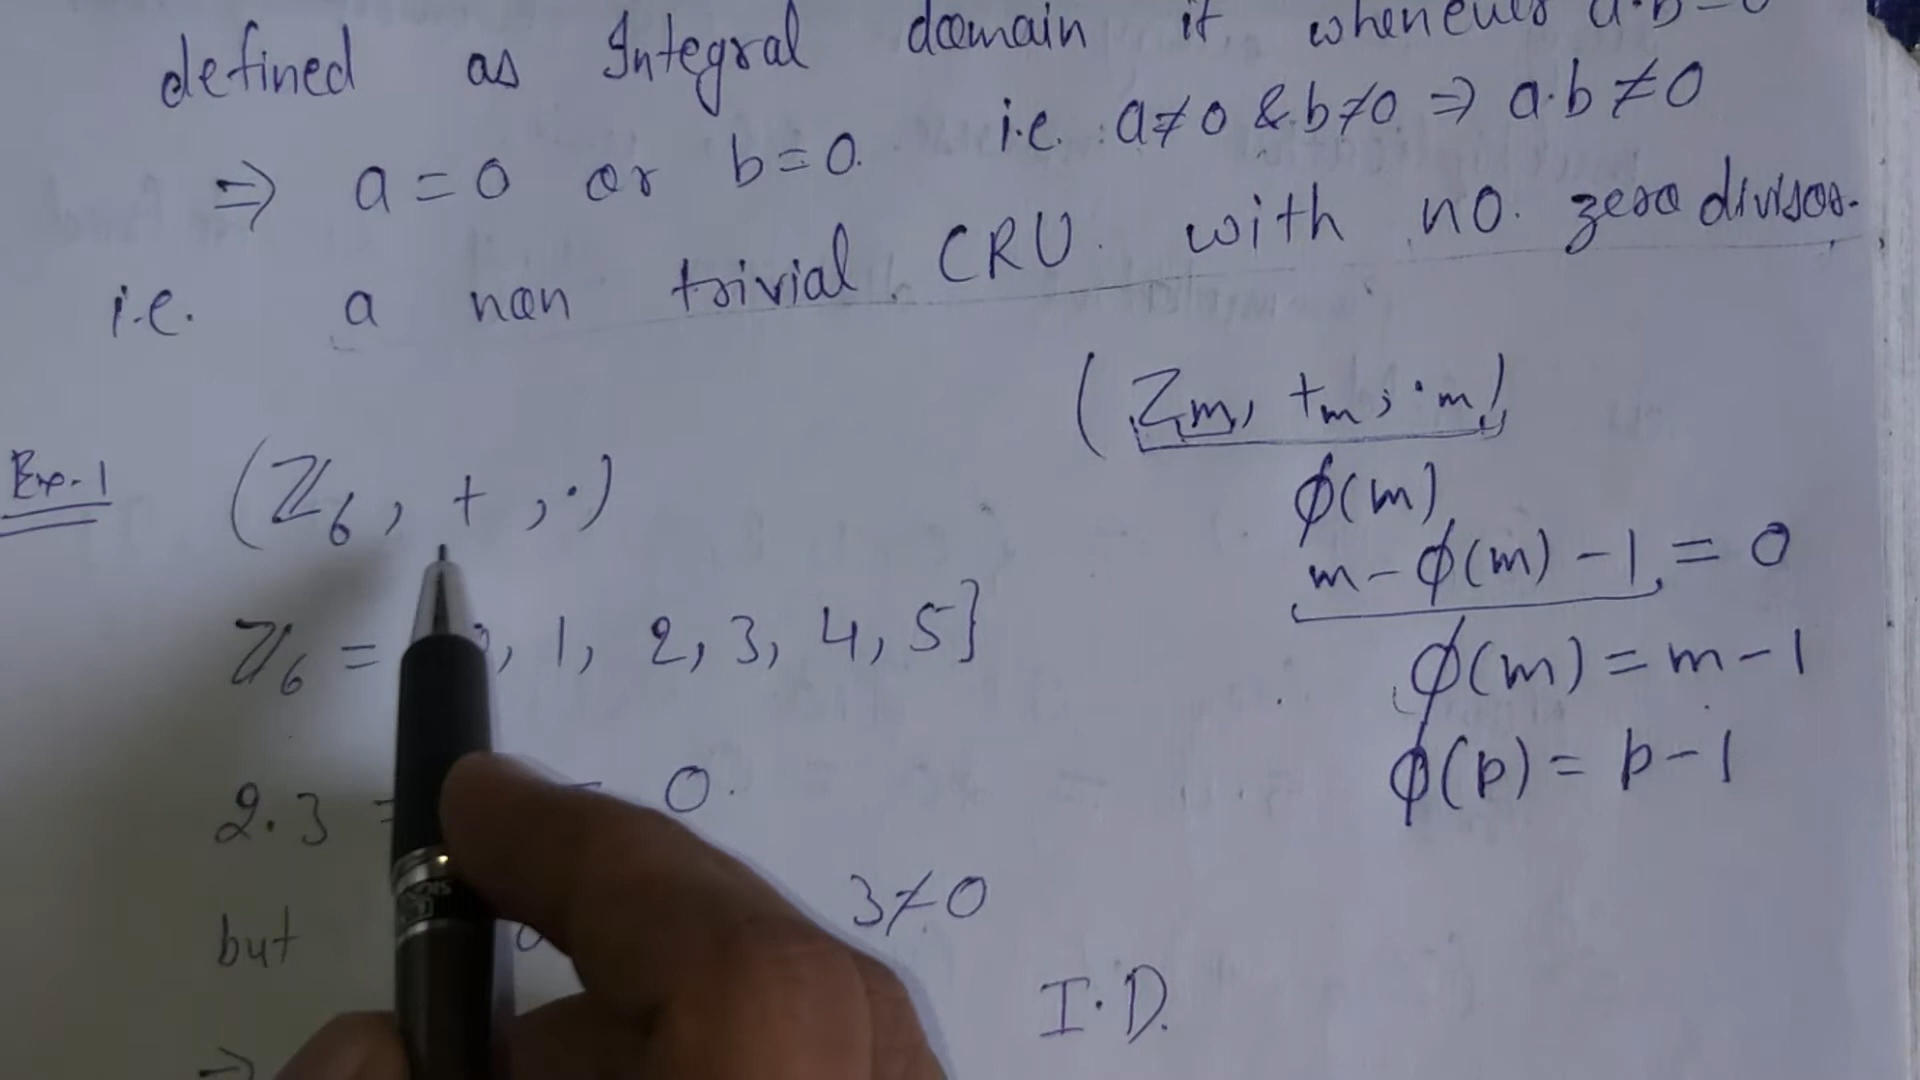 defined as Integral domain if whenever a·b=0
⇒ a=0 or b=0. i.e. a≠0 & b≠0 ⇒ a·b≠0
i.e. a non trivial CRU with no zero divisor.
(Zm, +m, ·m)
φ(m)
m-φ(m)-1=0
φ(m)=m-1
φ(p)=p-1
Exp.1 (ℤ6, +, ·)
ℤ6 = , 1, 2, 3, 4, 5}
2.3 = = 0.
but 3≠0
⇒ I.D.